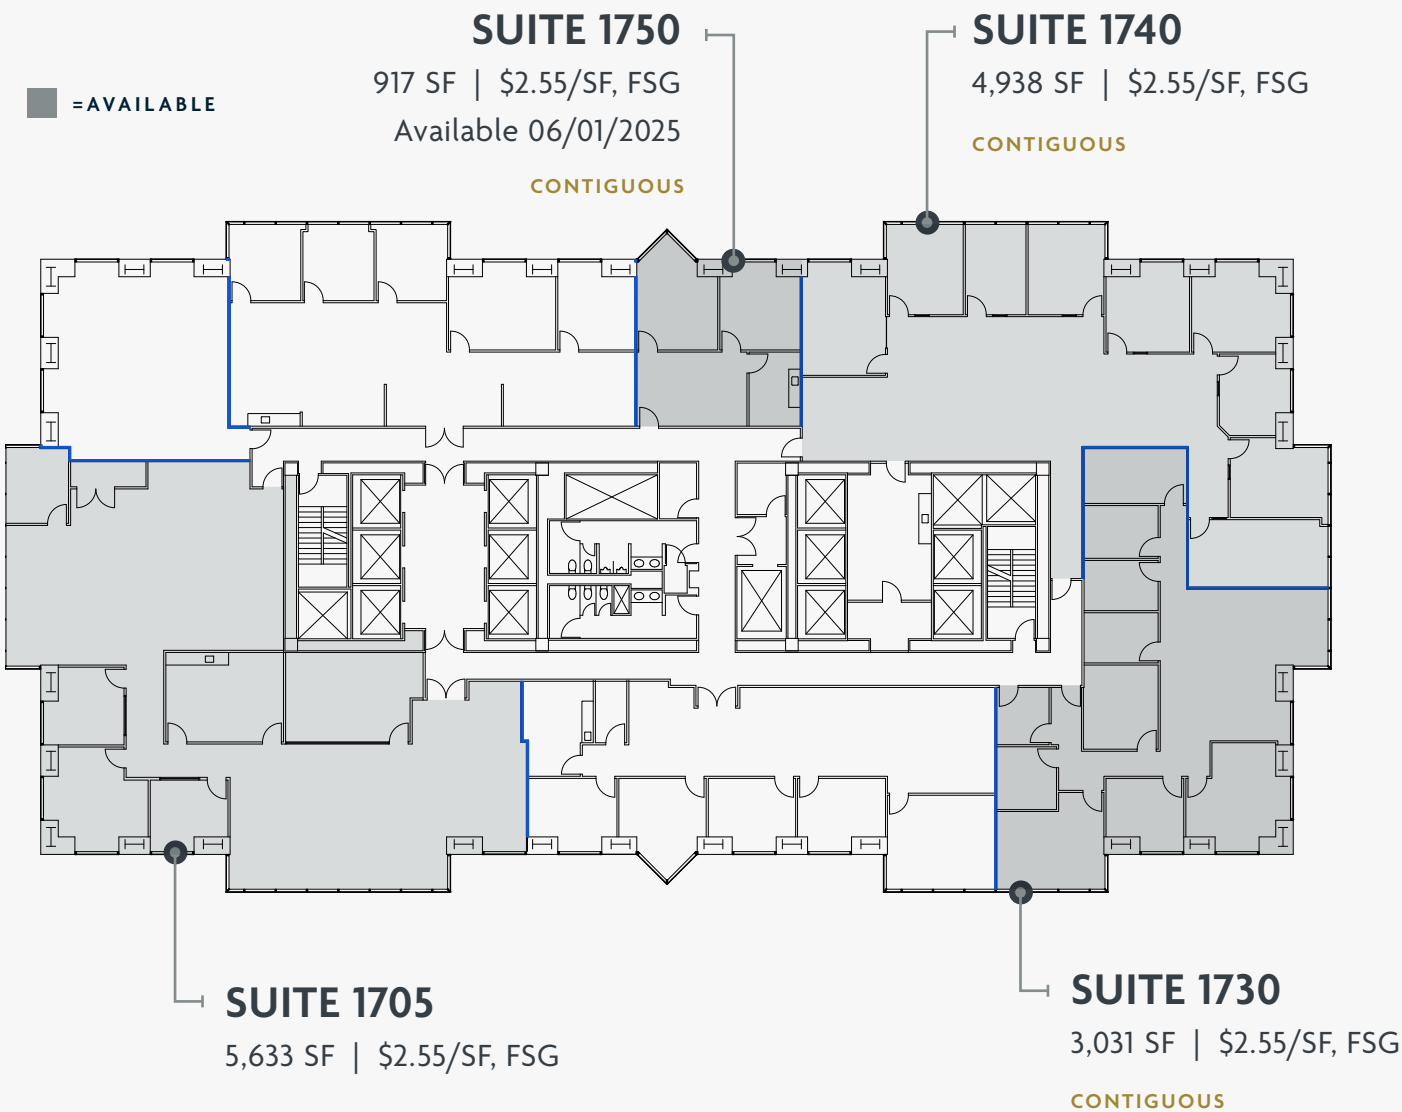 SUITE 1750
917 SF | $2.55/SF, FSG
Available 06/01/2025
CONTIGUOUS
SUITE 1740
4,938 SF | $2.55/SF, FSG
CONTIGUOUS
=AVAILABLE
SUITE 1705
5,633 SF | $2.55/SF, FSG
SUITE 1730
3,031 SF | $2.55/SF, FSG
CONTIGUOUS